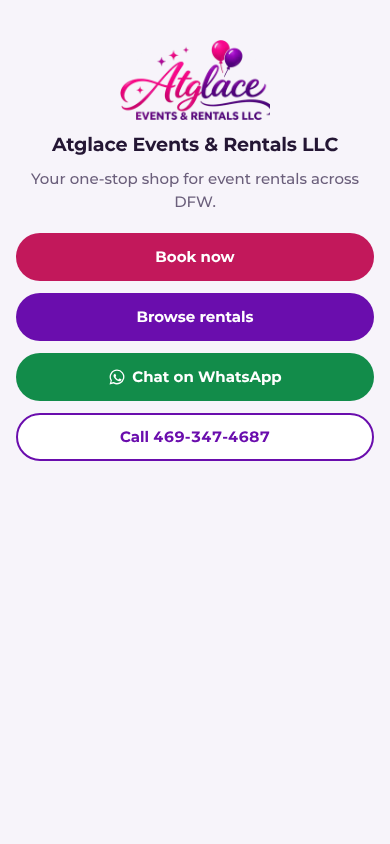 Atglace
EVENTS & RENTALS LLC
Atglace Events & Rentals LLC
Your one-stop shop for event rentals across
DFW.
Book now
Browse rentals
Chat on WhatsApp
Call 469-347-4687